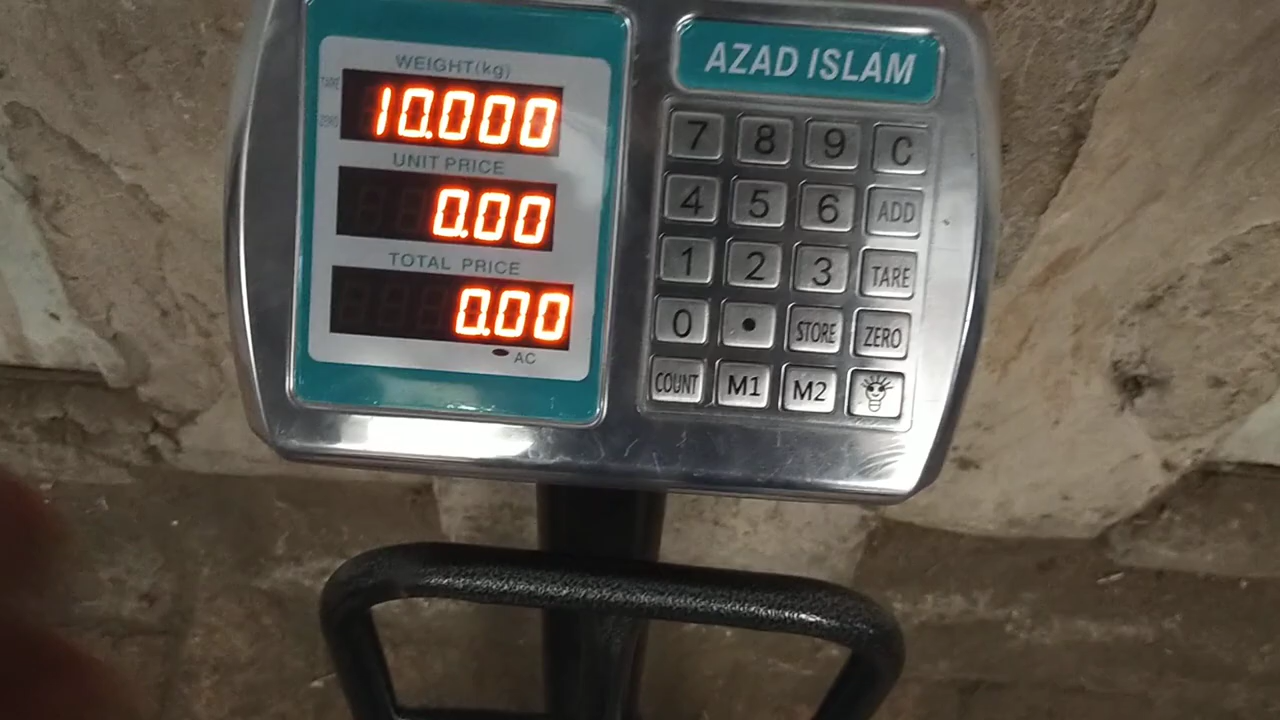 WEIGHT(kg)
TARE
10.000
ZERO
UNIT PRICE
0.00
TOTAL PRICE
0.00
AC
AZAD ISLAM
7 8 9 C
4 5 6 ADD
1 2 3 TARE
0 . STORE ZERO
COUNT M1 M2